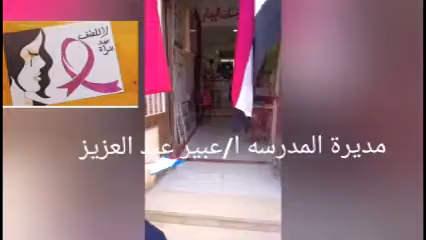 لا للعنف
ضد
المرأة
مديرة المدرسه ا/عبير عبد العزيز